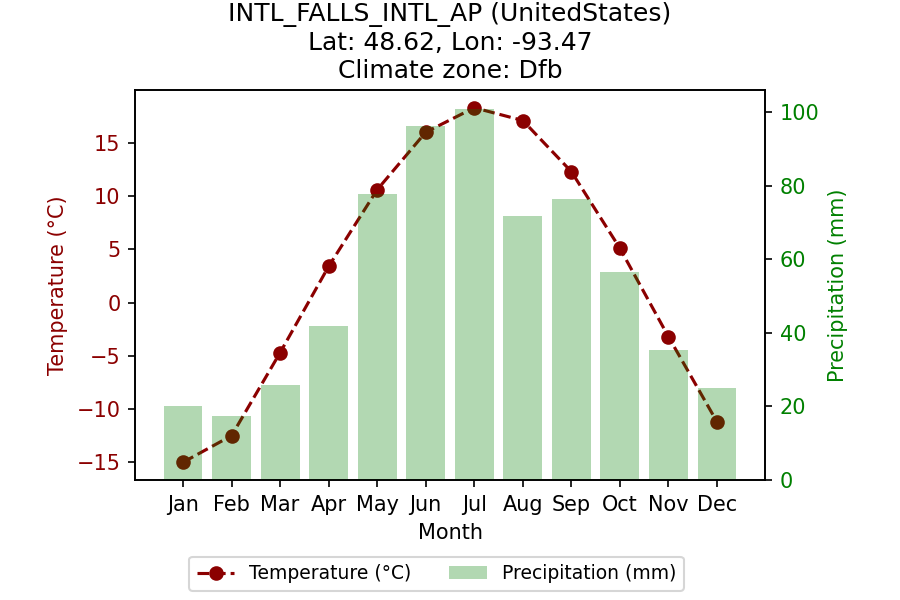 INTL_FALLS_INTL_AP (UnitedStates)
Lat: 48.62, Lon: -93.47
Climate zone: Dfb
Temperature (°C)
15
10
5
0
−5
−10
−15
100
80
60
40
20
0
Precipitation (mm)
Jan Feb Mar Apr May Jun Jul Aug Sep Oct Nov Dec
Month
Temperature (°C) Precipitation (mm)